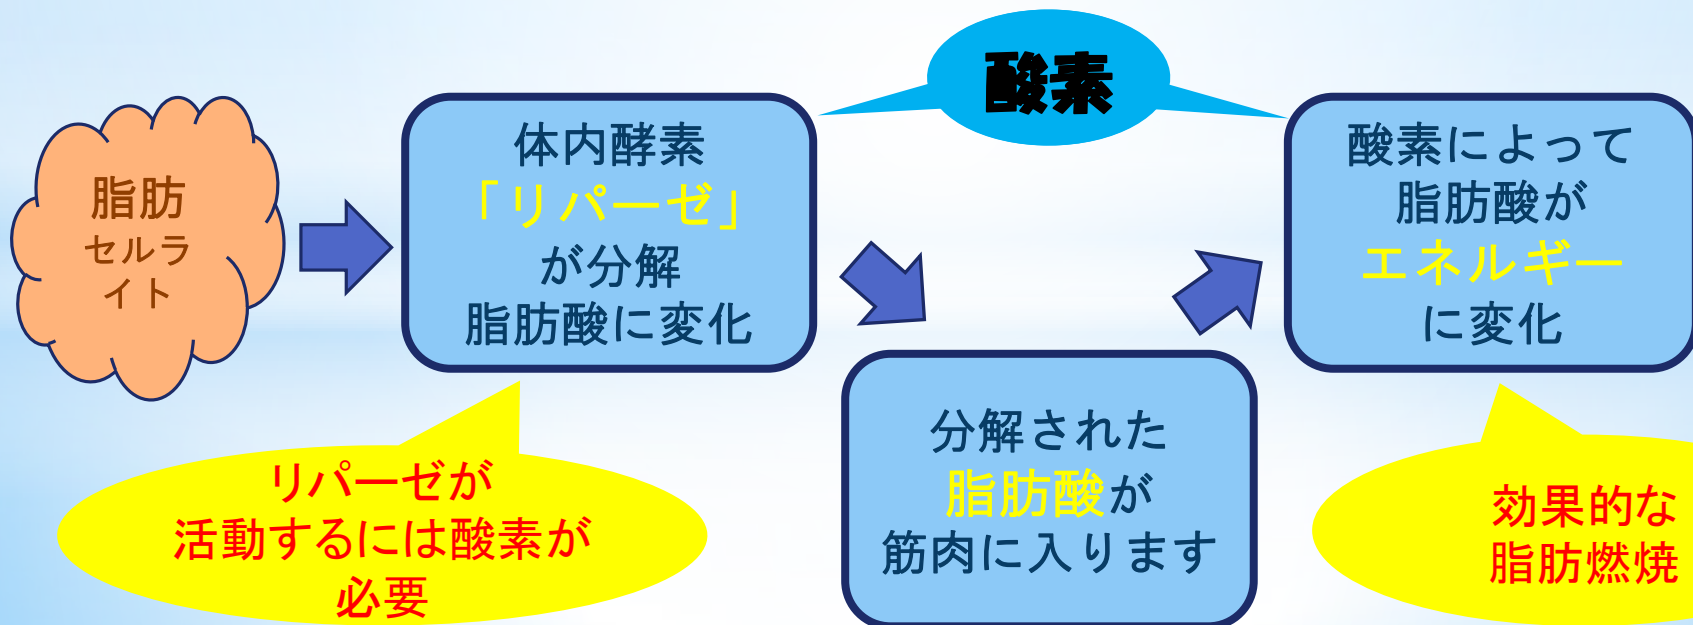 酸素
脂肪
セルラ
イト
体内酵素
「リパーゼ」
が分解
脂肪酸に変化
酸素によって
脂肪酸が
エネルギー
に変化
分解された
脂肪酸が
筋肉に入ります
リパーゼが
活動するには酸素が
必要
効果的な
脂肪燃焼